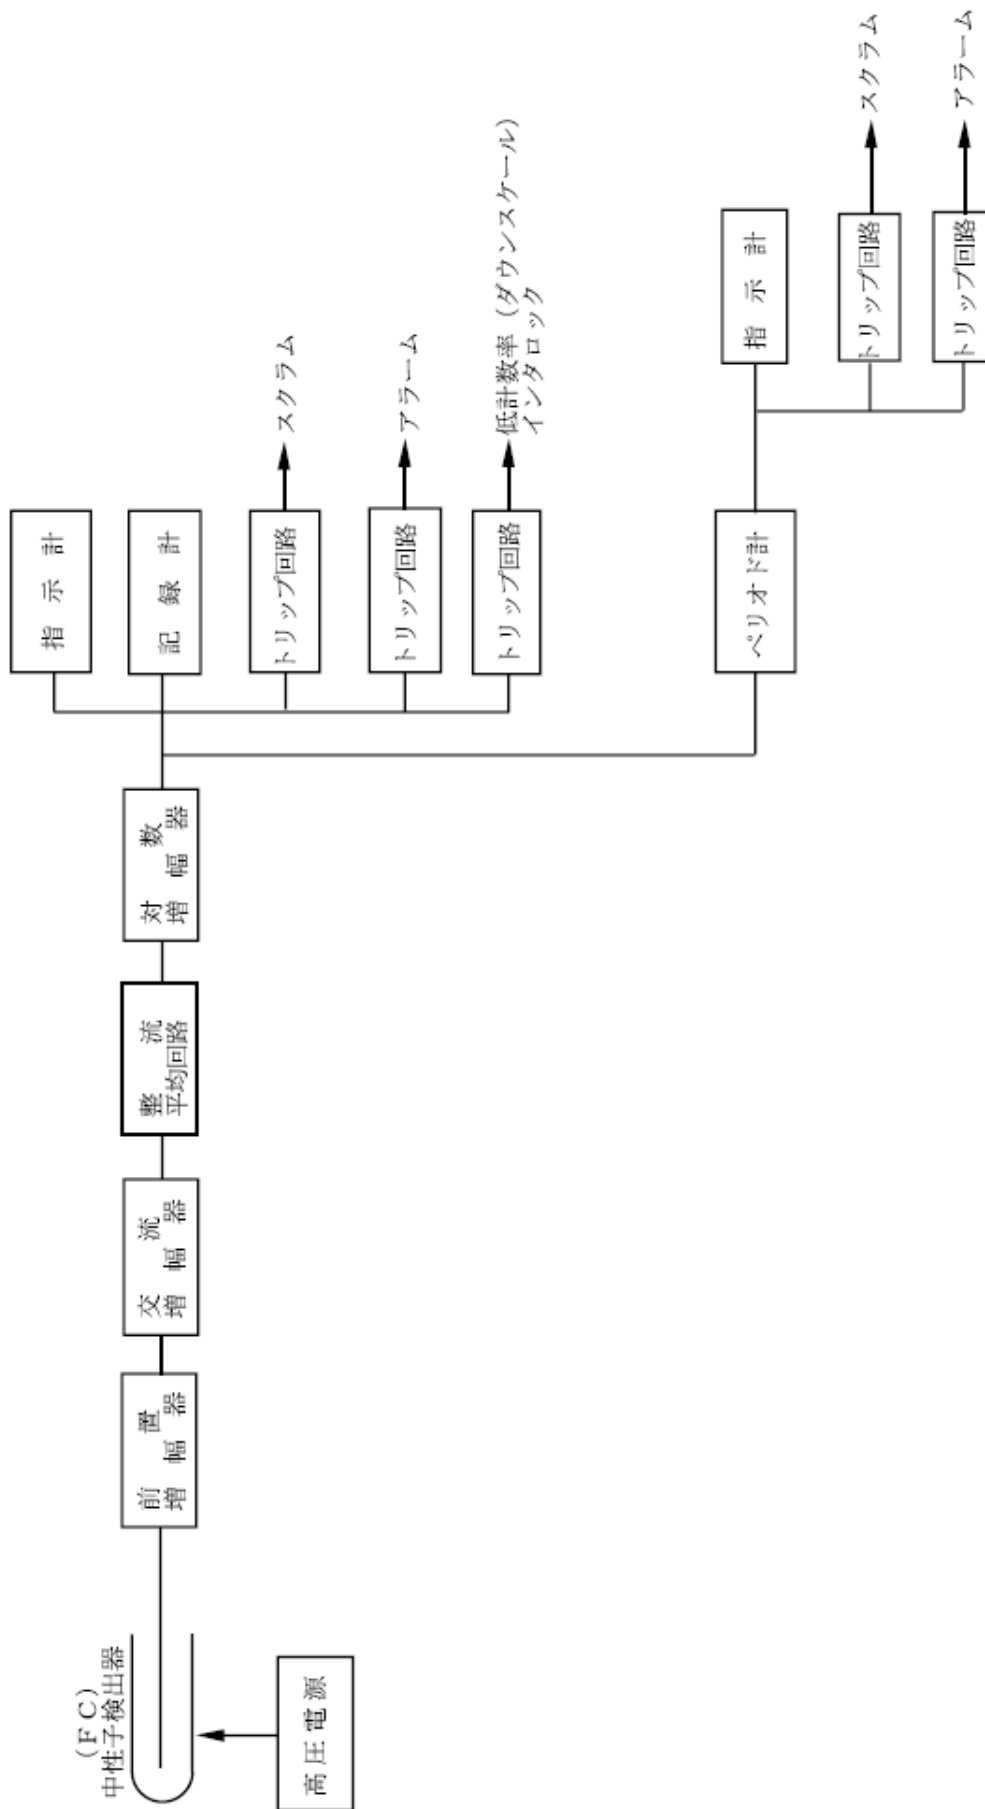 (ＦＣ)
中性子検出器
高圧電源
前置
増幅器
交流
増幅器
整流
平均回路
対数
増幅器
指示計
記録計
トリップ回路
スクラム
トリップ回路
アラーム
トリップ回路
低計数率（ダウンスケール）
インタロック
ペリオド計
指示計
トリップ回路
スクラム
トリップ回路
アラーム